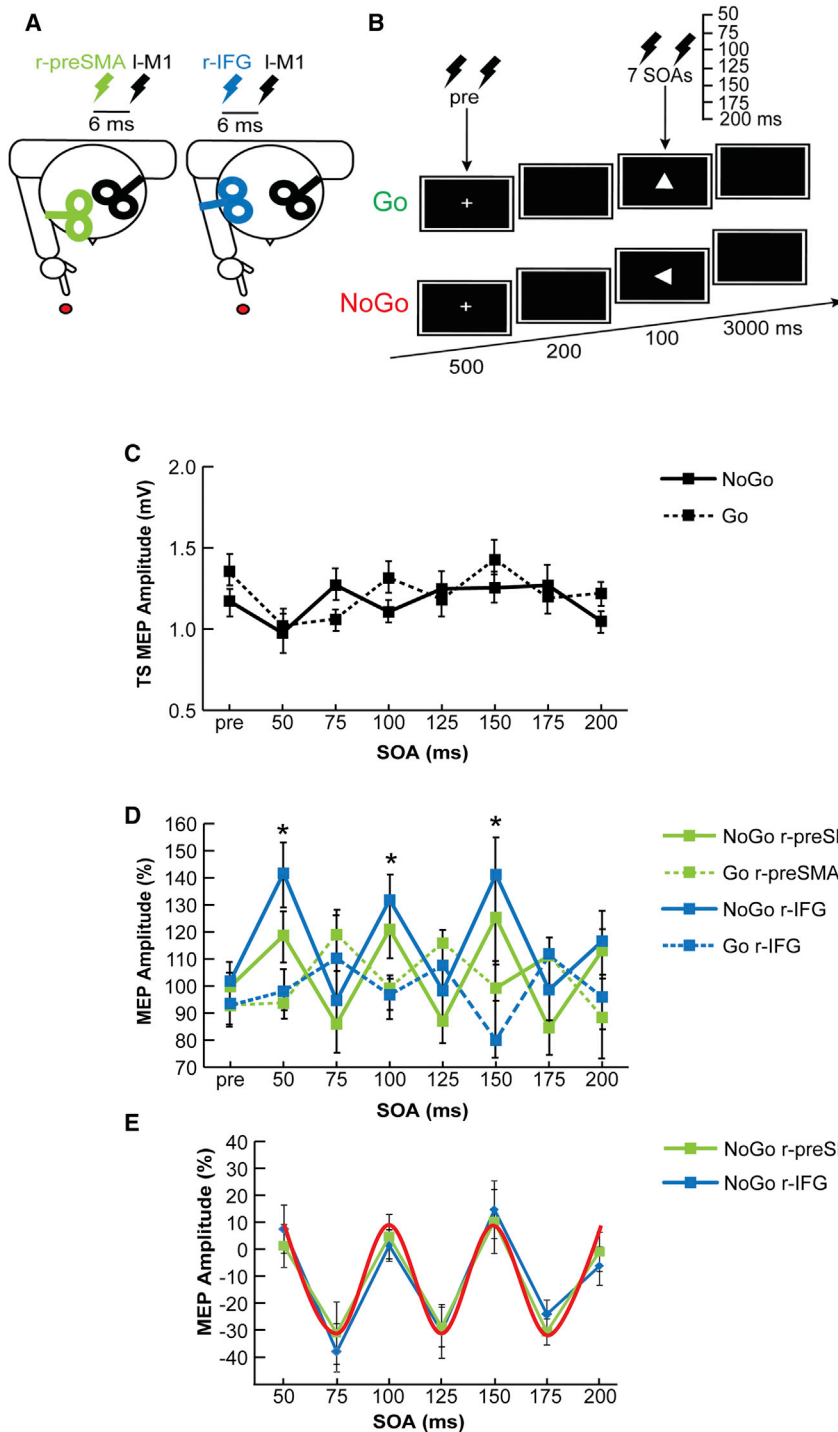 A
r-preSMA l-M1
r-IFG l-M1
6 ms
6 ms
B
pre
7 SOAs
50
75
100
125
150
175
200 ms
Go
NoGo
500
200
100
3000 ms
C
TS MEP Amplitude (mV)
2.0
1.5
1.0
0.5
pre 50 75 100 125 150 175 200
SOA (ms)
NoGo
Go
D
MEP Amplitude (%)
160
150
140
130
120
110
100
90
80
70
* * *
pre 50 75 100 125 150 175 200
SOA (ms)
NoGo r-preSI
Go r-preSMA
NoGo r-IFG
Go r-IFG
E
MEP Amplitude (%)
40
30
20
10
0
-10
-20
-30
-40
50 75 100 125 150 175 200
SOA (ms)
NoGo r-preS
NoGo r-IFG